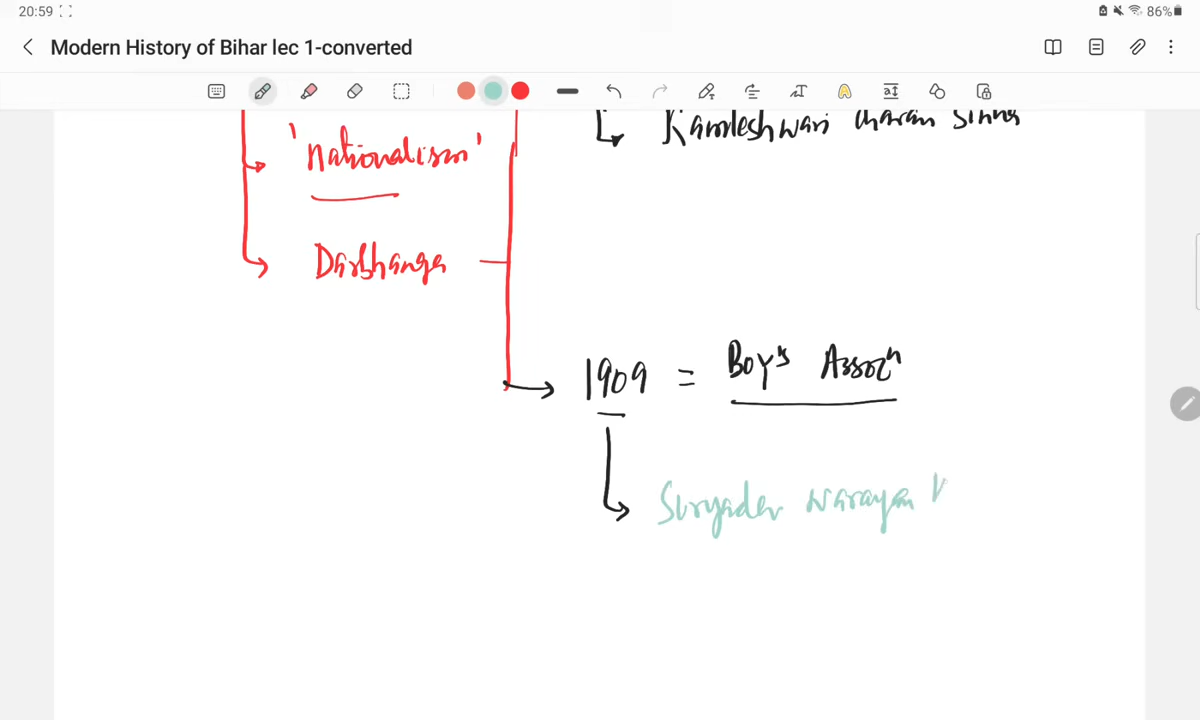 20:59
86%
Modern History of Bihar lec 1-converted
Kamleshwari charan Sinha
'Nationalism'
Darbhanga
1909 = Boy's Assocn
Suryadev Narayan V